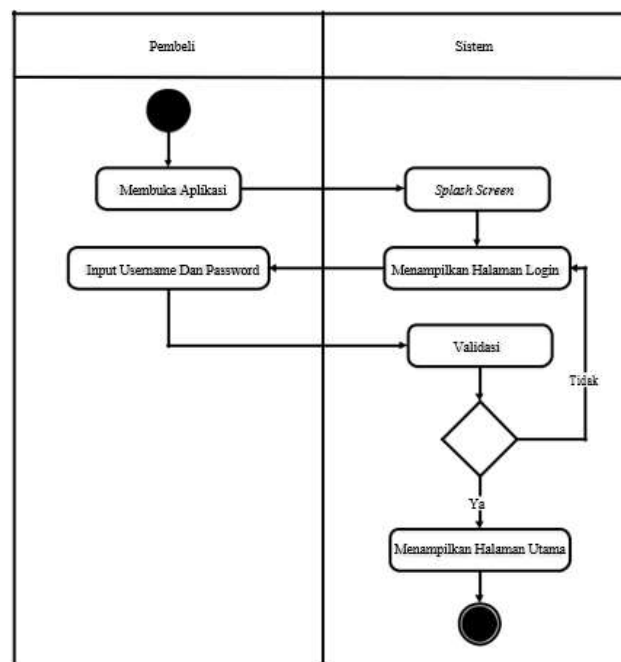 Pembeli
Sistem
Membuka Aplikasi
Splash Screen
Input Username Dan Password
Menampilkan Halaman Login
Validasi
Tidak
Ya
Menampilkan Halaman Utama